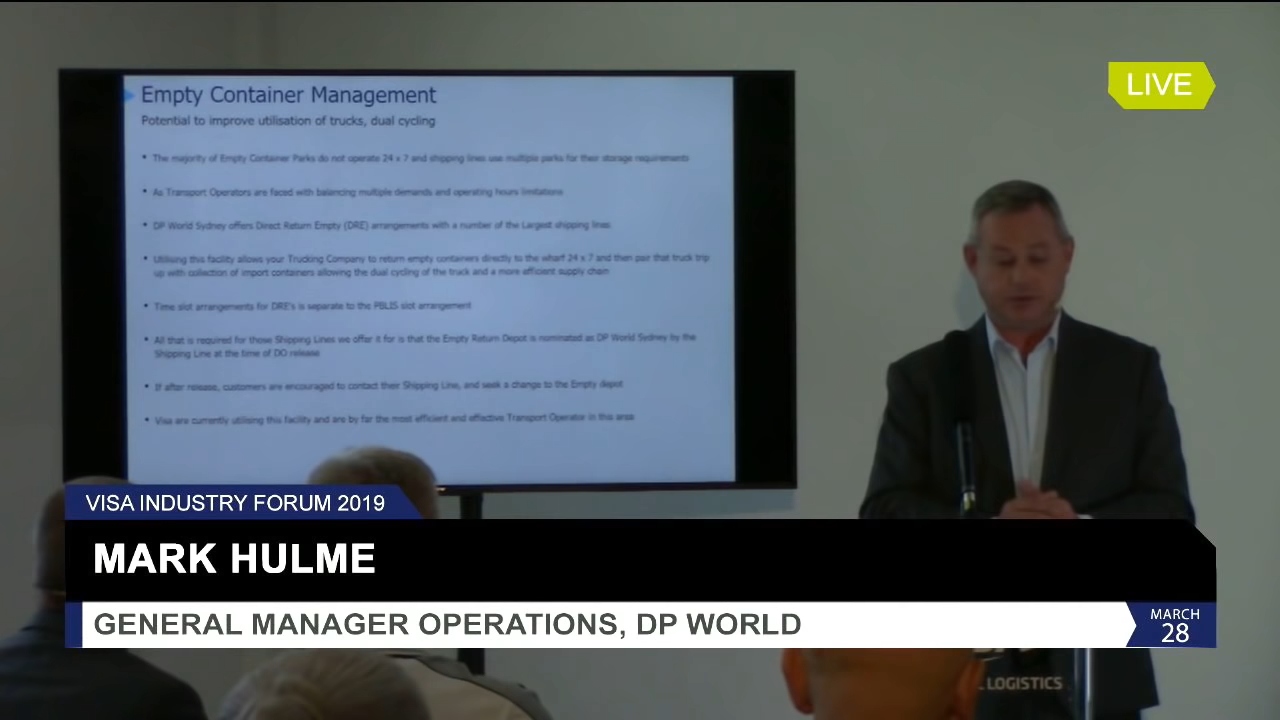 LIVE
Empty Container Management
Potential to improve utilisation of trucks, dual cycling
• The majority of Empty Container Parks do not operate 24 x 7 and shipping lines use multiple parks for their storage requirements
• As Transport Operators are faced with balancing multiple demands and operating hours limitations
• DP World Sydney offers Direct Return Empty (DRE) arrangements with a number of the Largest shipping lines
• Utilising this facility allows your Trucking Company to return empty containers directly to the wharf 24 x 7 and then pair that truck trip
up with collection of import containers allowing the dual cycling of the truck and a more efficient supply chain
• Time slot arrangements for DRE's is separate to the PBLIS slot arrangement
• All that is required for those Shipping Lines we offer it for is that the Empty Return Depot is nominated as DP World Sydney by the
Shipping Line at the time of DO release
• If after release, customers are encouraged to contact their Shipping Line, and seek a change to the Empty depot
• Visa are currently utilising this facility and are by far the most efficient and effective Transport Operator in this area
VISA INDUSTRY FORUM 2019
MARK HULME
GENERAL MANAGER OPERATIONS, DP WORLD
MARCH
28
LOGISTICS